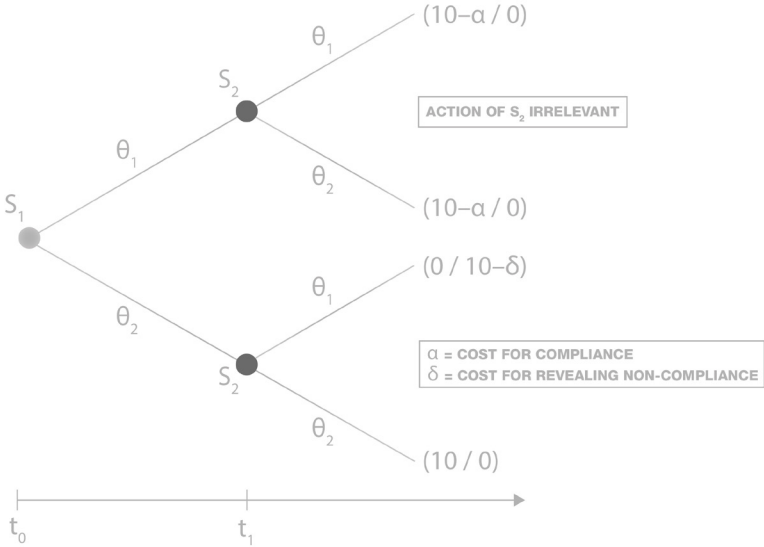 θ₁
(10–α / 0)
S₂
ACTION OF S₂ IRRELEVANT
θ₁
θ₂
S₁
(10–α / 0)
(0 / 10–δ)
θ₁
θ₂
α = COST FOR COMPLIANCE
δ = COST FOR REVEALING NON-COMPLIANCE
S₂
θ₂
(10 / 0)
t₀
t₁